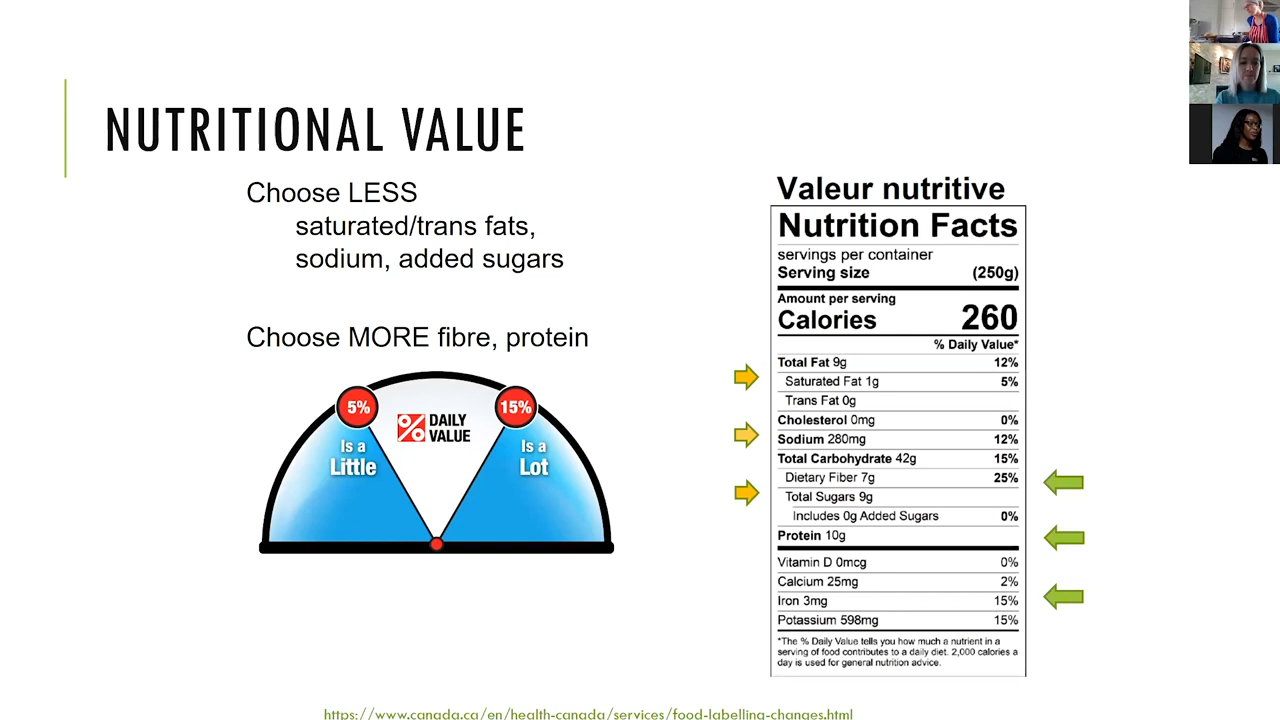 NUTRITIONAL VALUE
Choose LESS
saturated/trans fats,
sodium, added sugars
Choose MORE fibre, protein
5%
Is a
Little
% DAILY
VALUE
15%
Is a
Lot
Valeur nutritive
Nutrition Facts
servings per container
Serving size (250g)
Amount per serving
Calories 260
% Daily Value*
Total Fat 9g 12%
Saturated Fat 1g 5%
Trans Fat 0g
Cholesterol 0mg 0%
Sodium 280mg 12%
Total Carbohydrate 42g 15%
Dietary Fiber 7g 25%
Total Sugars 9g
Includes 0g Added Sugars 0%
Protein 10g
Vitamin D 0mcg 0%
Calcium 25mg 2%
Iron 3mg 15%
Potassium 598mg 15%
*The % Daily Value tells you how much a nutrient in a
serving of food contributes to a daily diet. 2,000 calories a
day is used for general nutrition advice.
https://www.canada.ca/en/health-canada/services/food-labelling-changes.html